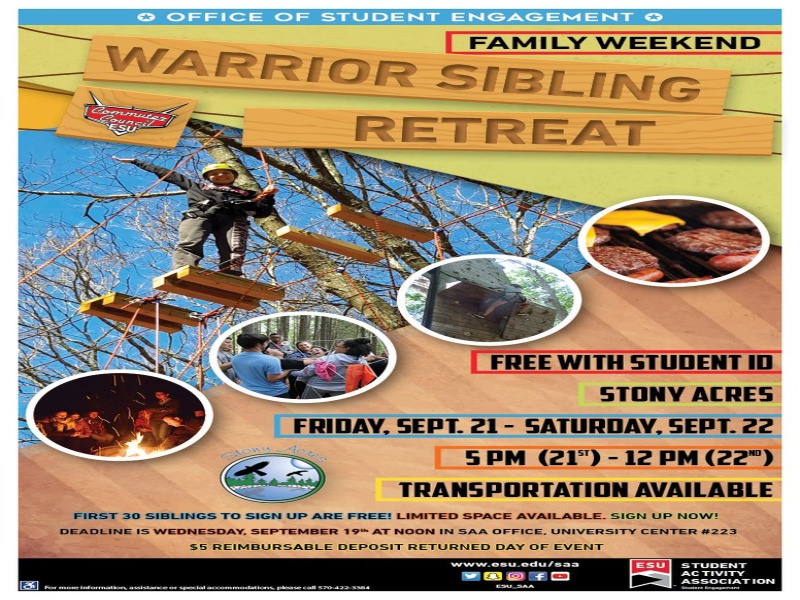 OFFICE OF STUDENT ENGAGEMENT
FAMILY WEEKEND
WARRIOR SIBLING
RETREAT
Commuter
Council
ESU
FREE WITH STUDENT ID
STONY ACRES
FRIDAY, SEPT. 21 - SATURDAY, SEPT. 22
5 PM (21ST) - 12 PM (22ND)
TRANSPORTATION AVAILABLE
Stony Acres
FIRST 30 SIBLINGS TO SIGN UP ARE FREE! LIMITED SPACE AVAILABLE. SIGN UP NOW!
DEADLINE IS WEDNESDAY, SEPTEMBER 19th AT NOON IN SAA OFFICE, UNIVERSITY CENTER #223
$5 REIMBURSABLE DEPOSIT RETURNED DAY OF EVENT
www.esu.edu/saa
ESU_SAA
ESU
STUDENT
ACTIVITY
ASSOCIATION
Student Engagement
For more information, assistance or special accommodations, please call 570-422-3384